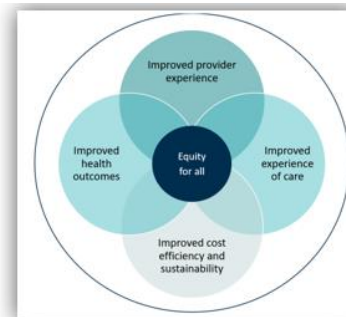 Improved provider
experience
Improved
health
outcomes
Equity
for all
Improved
experience
of care
Improved cost
efficiency and
sustainability